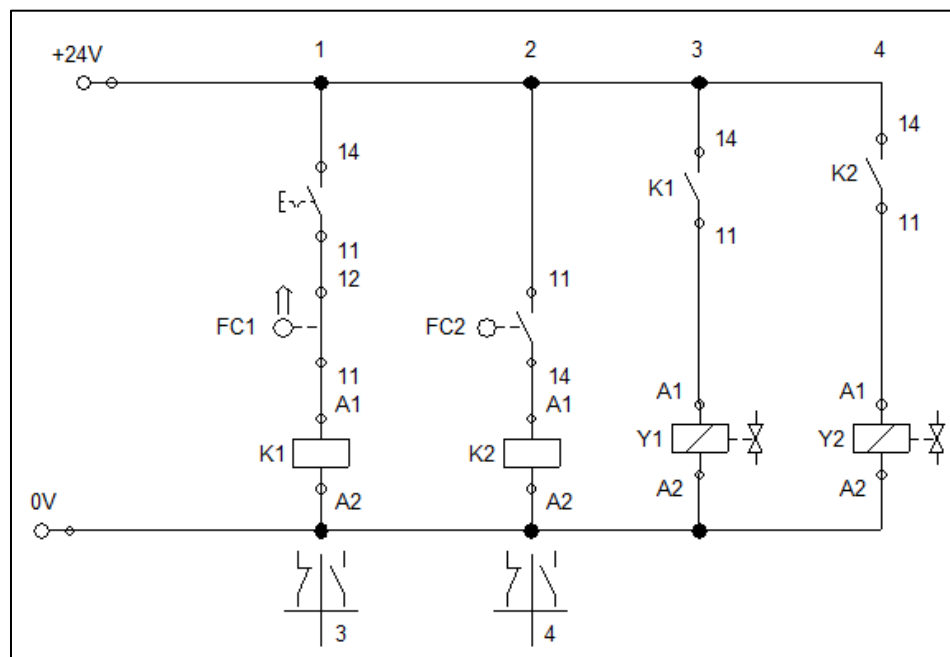 1 2 3 4
+24V
14 14 14
K1 K2
11 11 11
12 11
FC1 FC2
11 14
A1 A1 A1 A1
K1 K2 Y1 Y2
A2 A2 A2 A2
0V
3 4